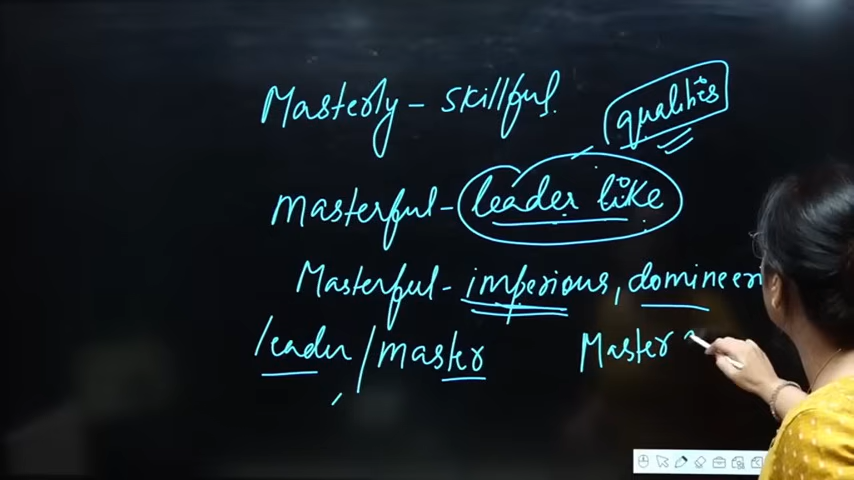 Masterly - skillful.
qualities
Masterful - leader like
Masterful - imperious, domineer
leader / master
Master